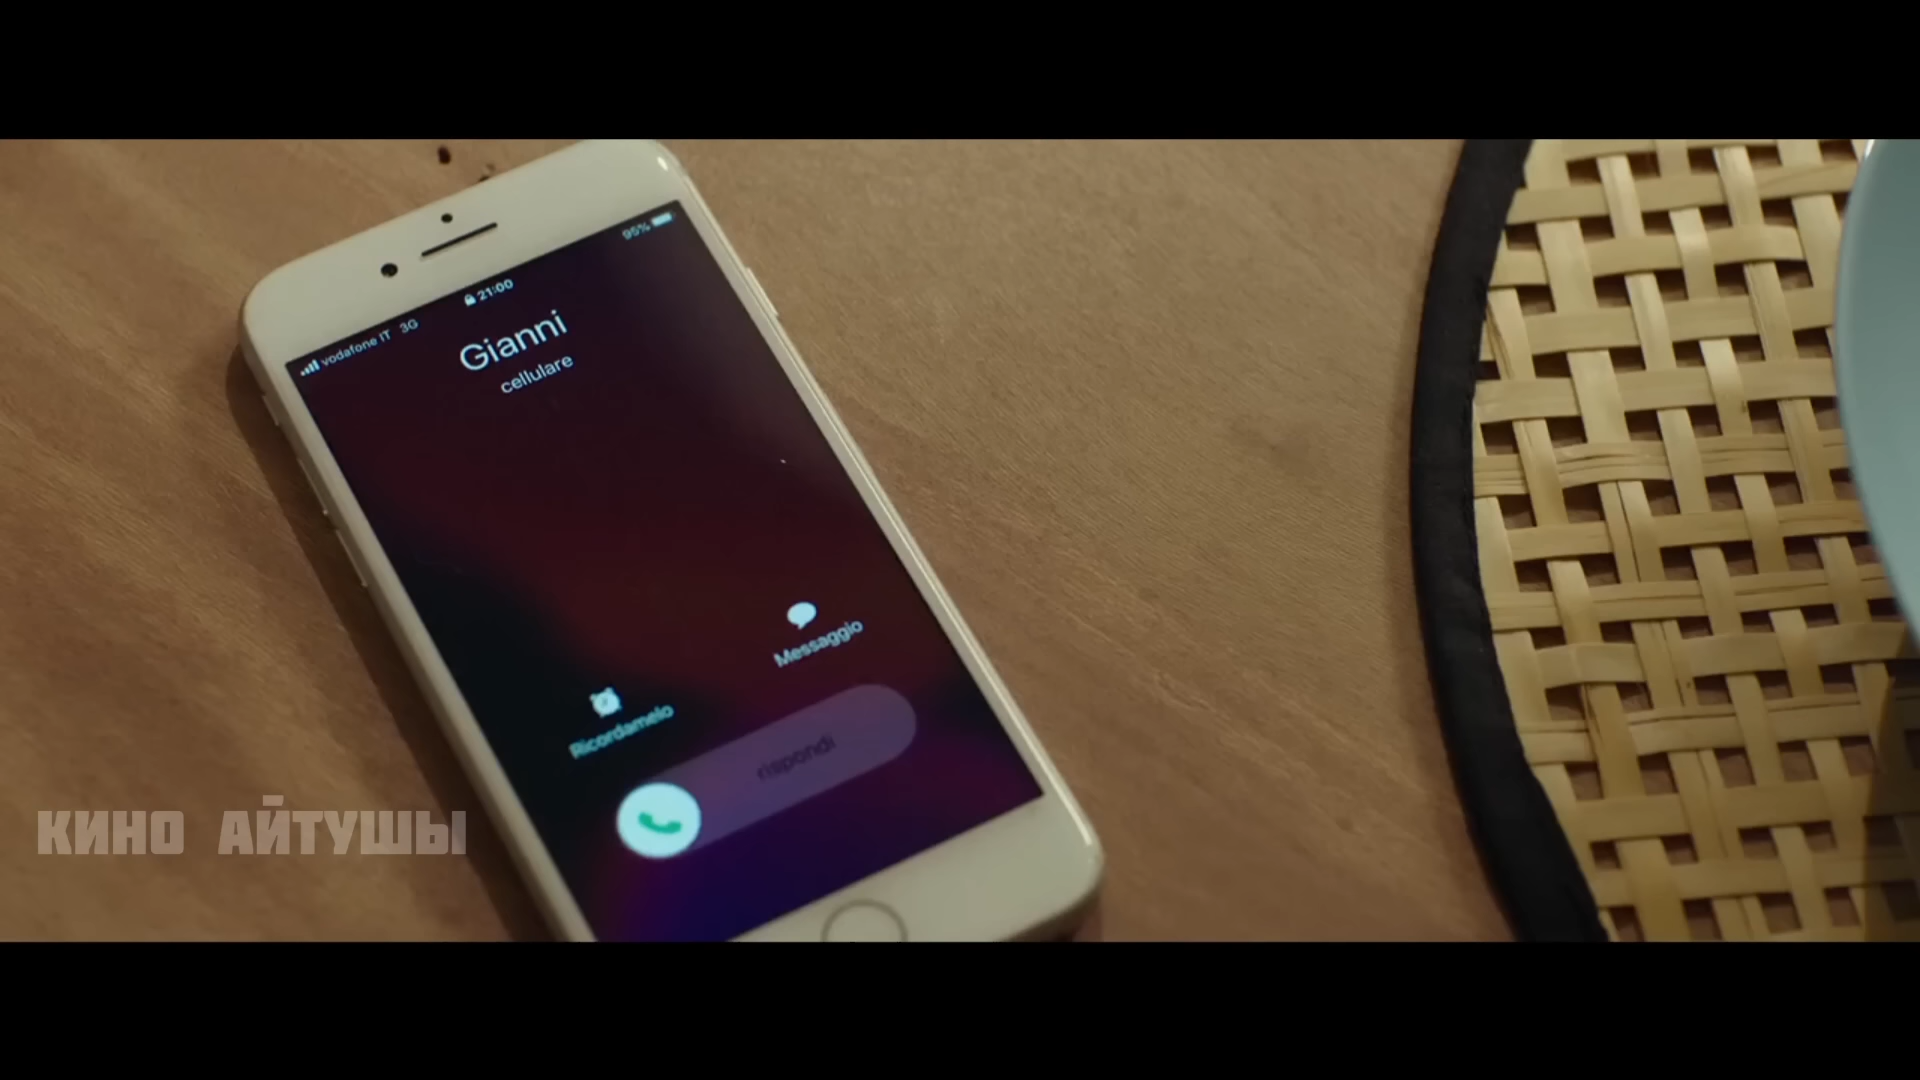 vodafone IT 3G
21:00
95%
Gianni
cellulare
Ricordamelo
Messaggio
rispondi
КИНО АЙТУШЫ